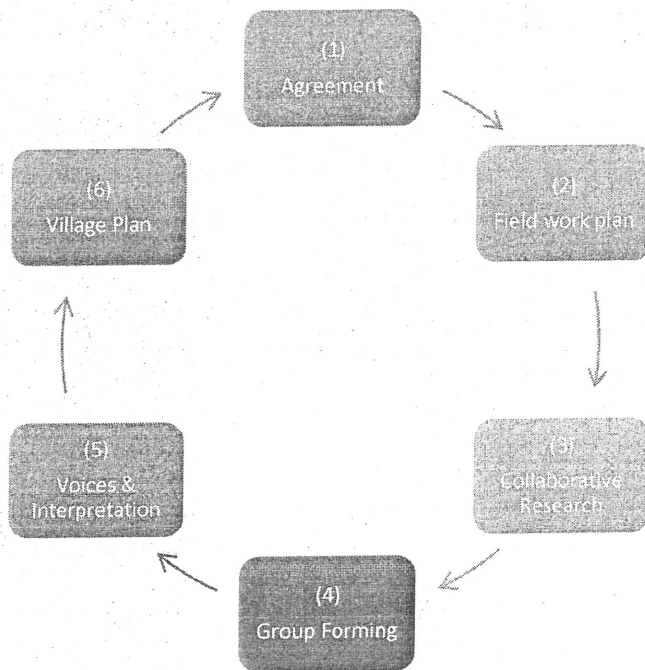 (1)
Agreement
(2)
Field work plan
(3)
Collaborative
Research
(4)
Group Forming
(5)
Voices &
Interpretation
(6)
Village Plan